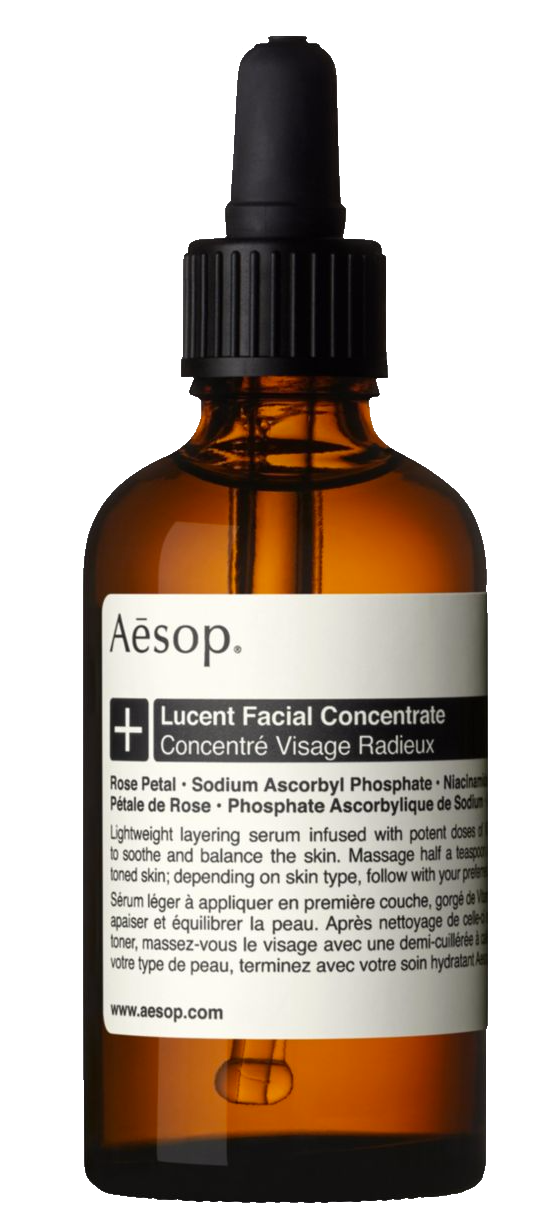 Aēsop.®
+
Lucent Facial Concentrate
Concentré Visage Radieux
Rose Petal · Sodium Ascorbyl Phosphate ·
Pétale de Rose · Phosphate Ascorbylique de Sodium
Lightweight layering serum infused with potent doses of
to soothe and balance the skin. Massage half a
toned skin; depending on skin type, follow with your
Sérum léger à appliquer en première couche, gorgé de
apaiser et équilibrer la peau. Après nettoyage de
toner, massez-vous le visage avec une demi-cuillérée à
votre type de peau, terminez avec votre soin hydratant
www.aesop.com